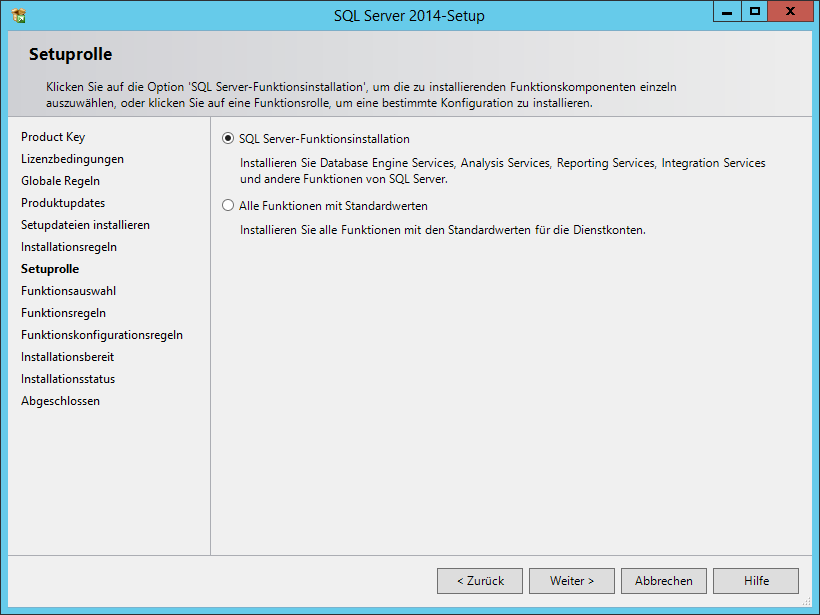 SQL Server 2014-Setup
Setuprolle
Klicken Sie auf die Option 'SQL Server-Funktionsinstallation', um die zu installierenden Funktionskomponenten einzeln
auszuwählen, oder klicken Sie auf eine Funktionsrolle, um eine bestimmte Konfiguration zu installieren.
Product Key
Lizenzbedingungen
Globale Regeln
Produktupdates
Setupdateien installieren
Installationsregeln
Setuprolle
Funktionsauswahl
Funktionsregeln
Funktionskonfigurationsregeln
Installationsbereit
Installationsstatus
Abgeschlossen
SQL Server-Funktionsinstallation
Installieren Sie Database Engine Services, Analysis Services, Reporting Services, Integration Services
und andere Funktionen von SQL Server.
Alle Funktionen mit Standardwerten
Installieren Sie alle Funktionen mit den Standardwerten für die Dienstkonten.
< Zurück
Weiter >
Abbrechen
Hilfe